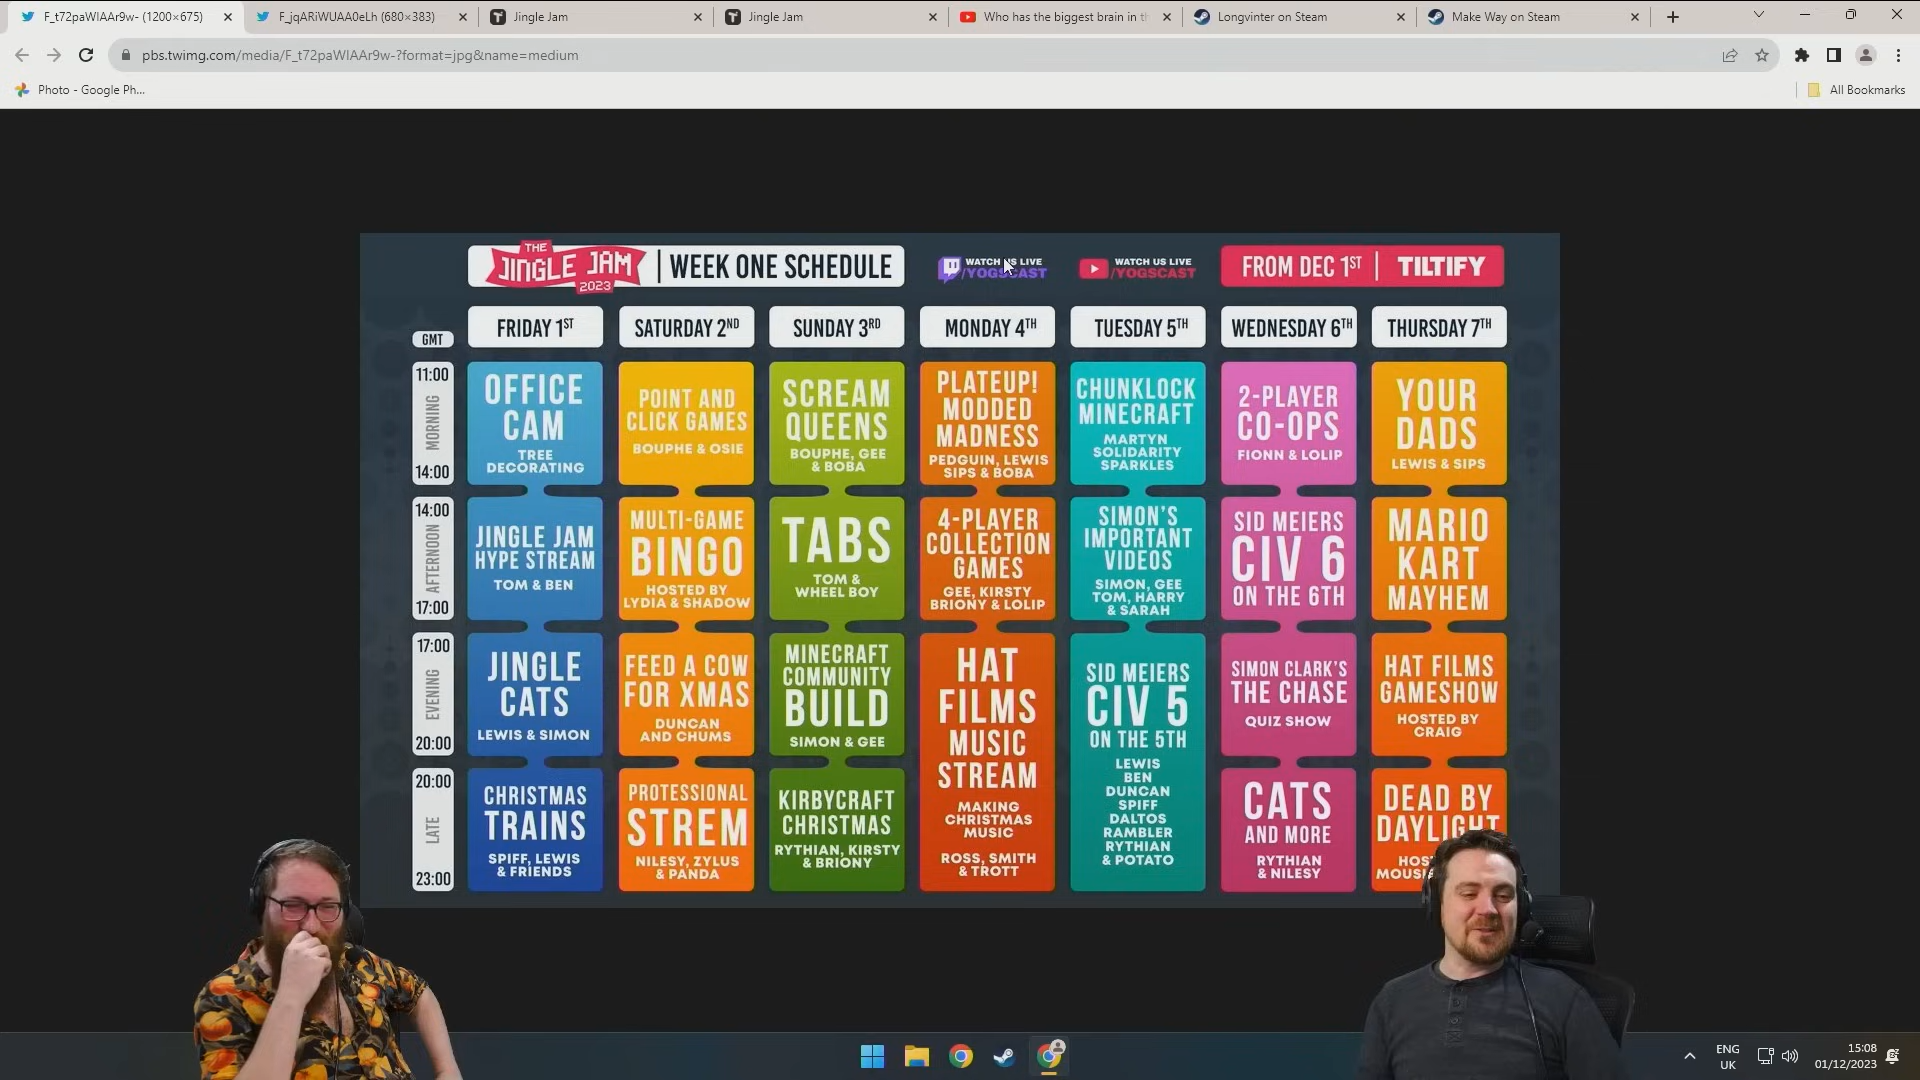 F_t72paWIAAr9w- (1200×675)
F_jqARiWUAA0eLh (680×383)
Jingle Jam
Jingle Jam
Who has the biggest brain in th
Longvinter on Steam
Make Way on Steam
pbs.twimg.com/media/F_t72paWIAAr9w-?format=jpg&name=medium
Photo - Google Ph...
All Bookmarks
THE
JINGLE JAM
2023
WEEK ONE SCHEDULE
WATCH US LIVE
/YOGSCAST
WATCH US LIVE
/YOGSCAST
FROM DEC 1ST | TILTIFY
GMT
FRIDAY 1ST
SATURDAY 2ND
SUNDAY 3RD
MONDAY 4TH
TUESDAY 5TH
WEDNESDAY 6TH
THURSDAY 7TH
11:00
MORNING
14:00
OFFICE
CAM
TREE
DECORATING
POINT AND
CLICK GAMES
BOUPHE & OSIE
SCREAM
QUEENS
BOUPHE, GEE
& BOBA
PLATEUP!
MODDED
MADNESS
PEDGUIN, LEWIS
SIPS & BOBA
CHUNKLOCK
MINECRAFT
MARTYN
SOLIDARITY
SPARKLES
2-PLAYER
CO-OPS
FIONN & LOLIP
YOUR
DADS
LEWIS & SIPS
14:00
AFTERNOON
17:00
JINGLE JAM
HYPE STREAM
TOM & BEN
MULTI-GAME
BINGO
HOSTED BY
LYDIA & SHADOW
TABS
TOM &
WHEEL BOY
4-PLAYER
COLLECTION
GAMES
GEE, KIRSTY
BRIONY & LOLIP
SIMON'S
IMPORTANT
VIDEOS
SIMON, GEE
TOM, HARRY
& SARAH
SID MEIERS
CIV 6
ON THE 6TH
MARIO
KART
MAYHEM
17:00
EVENING
20:00
JINGLE
CATS
LEWIS & SIMON
FEED A COW
FOR XMAS
DUNCAN
AND CHUMS
MINECRAFT
COMMUNITY
BUILD
SIMON & GEE
HAT
FILMS
MUSIC
STREAM
MAKING
CHRISTMAS
MUSIC
ROSS, SMITH
& TROTT
SID MEIERS
CIV 5
ON THE 5TH
LEWIS
BEN
DUNCAN
SPIFF
DALTOS
RAMBLER
RYTHIAN
& POTATO
SIMON CLARK'S
THE CHASE
QUIZ SHOW
HAT FILMS
GAMESHOW
HOSTED BY
CRAIG
20:00
LATE
23:00
CHRISTMAS
TRAINS
SPIFF, LEWIS
& FRIENDS
PROTESSIONAL
STREM
NILESY, ZYLUS
& PANDA
KIRBYCRAFT
CHRISTMAS
RYTHIAN, KIRSTY
& BRIONY
CATS
AND MORE
RYTHIAN
& NILESY
DEAD BY
DAYLIGHT
ENG
UK
15:08
01/12/2023